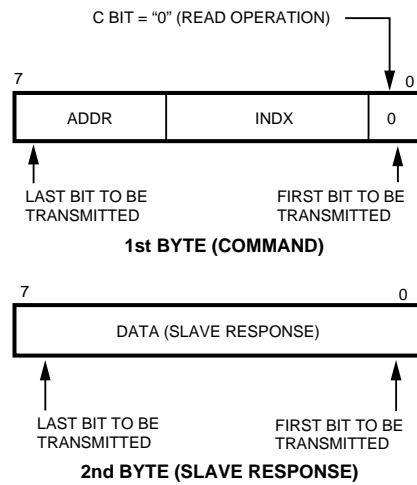 C BIT = “0” (READ OPERATION)
7 0
ADDR INDX 0
LAST BIT TO BE FIRST BIT TO BE
TRANSMITTED TRANSMITTED
1st BYTE (COMMAND)
7 0
DATA (SLAVE RESPONSE)
LAST BIT TO BE FIRST BIT TO BE
TRANSMITTED TRANSMITTED
2nd BYTE (SLAVE RESPONSE)